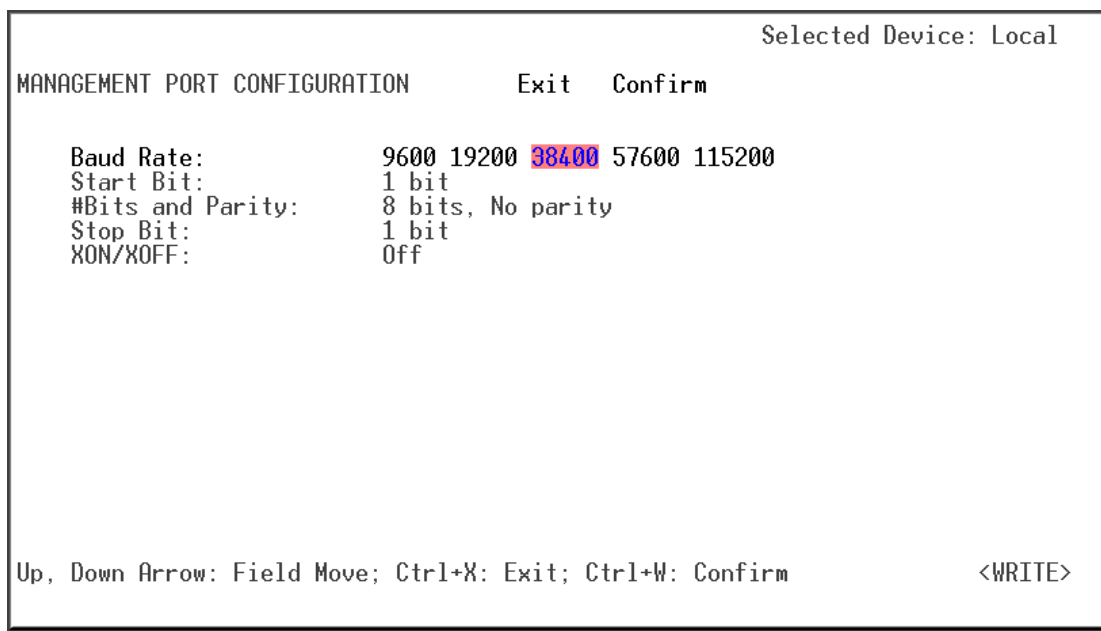 Selected Device: Local
MANAGEMENT PORT CONFIGURATION Exit Confirm
Baud Rate: 9600 19200 38400 57600 115200
Start Bit: 1 bit
#Bits and Parity: 8 bits, No parity
Stop Bit: 1 bit
XON/XOFF: Off
Up, Down Arrow: Field Move; Ctrl+X: Exit; Ctrl+W: Confirm <WRITE>